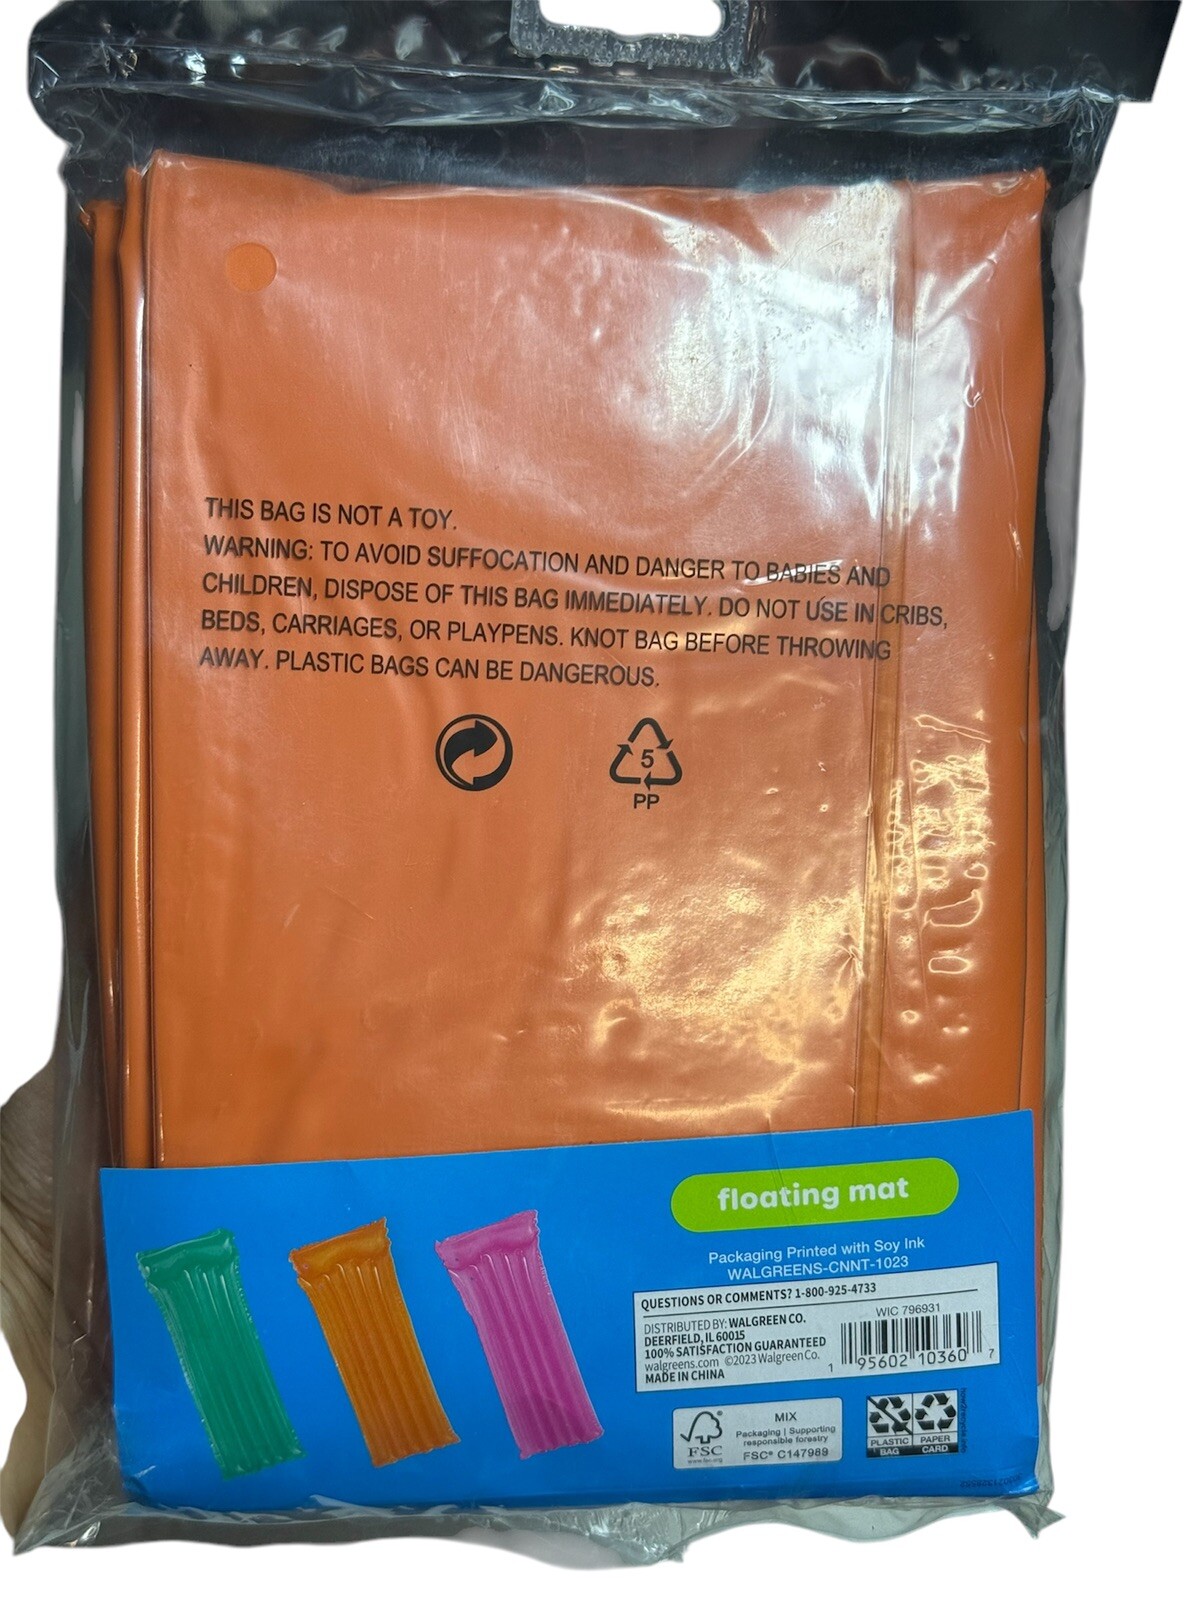 THIS BAG IS NOT A TOY.
WARNING: TO AVOID SUFFOCATION AND DANGER TO BABIES AND
CHILDREN, DISPOSE OF THIS BAG IMMEDIATELY. DO NOT USE IN CRIBS,
BEDS, CARRIAGES, OR PLAYPENS. KNOT BAG BEFORE THROWING
AWAY. PLASTIC BAGS CAN BE DANGEROUS.
5
PP
floating mat
Packaging Printed with Soy Ink
WALGREENS-CNNT-1023
QUESTIONS OR COMMENTS? 1-800-925-4733
WIC 796931
DISTRIBUTED BY: WALGREEN CO.
DEERFIELD, IL 60015
100% SATISFACTION GUARANTEED
walgreens.com ©2023 Walgreen Co.
MADE IN CHINA
1 95602 10360 7
FSC
www.fsc.org
MIX
Packaging | Supporting
responsible forestry
FSC® C147989
PLASTIC
BAG
PAPER
CARD